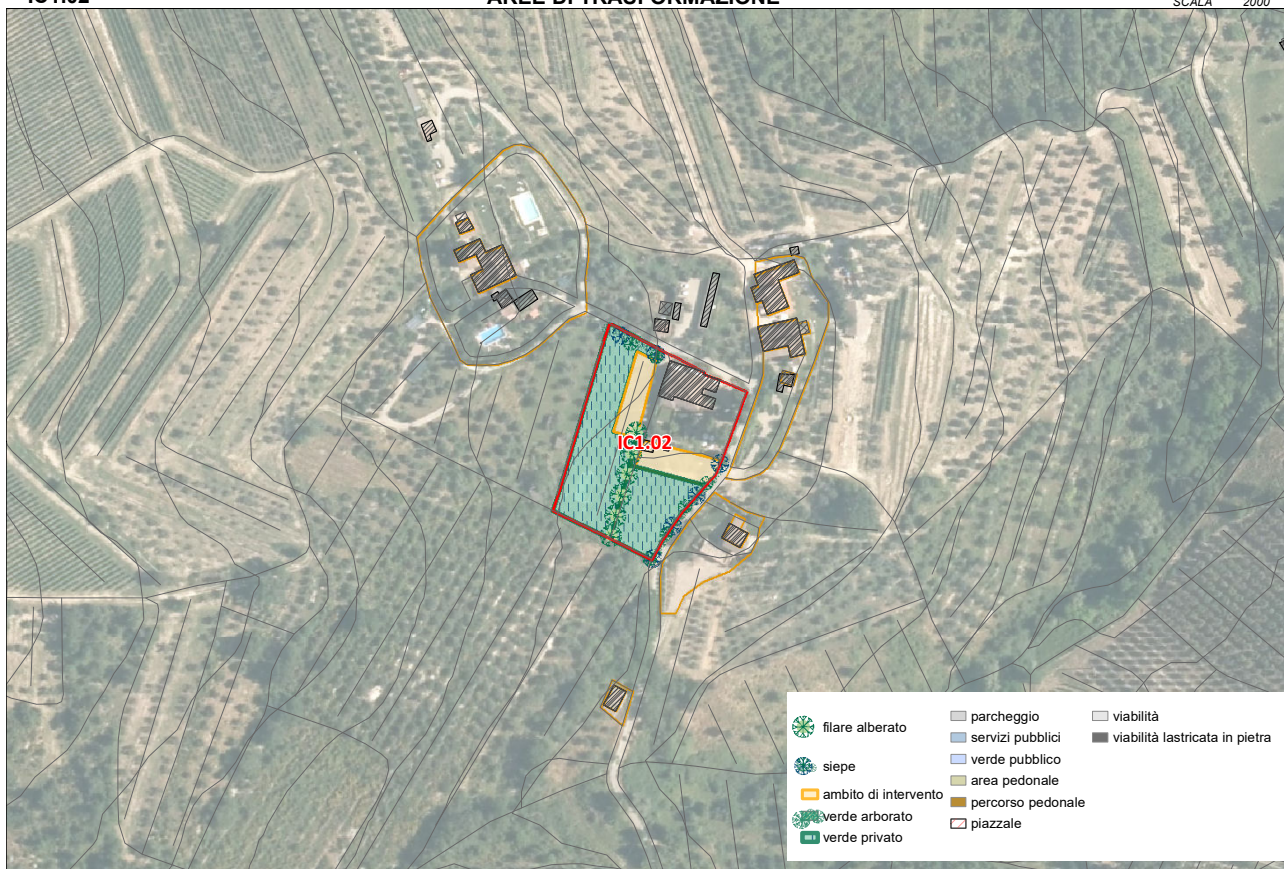 AREE DI TRASFORMAZIONE
SCALA 2000
IC1.02
filare alberato
siepe
ambito di intervento
verde arborato
verde privato
parcheggio
servizi pubblici
verde pubblico
area pedonale
percorso pedonale
piazzale
viabilità
viabilità lastricata in pietra